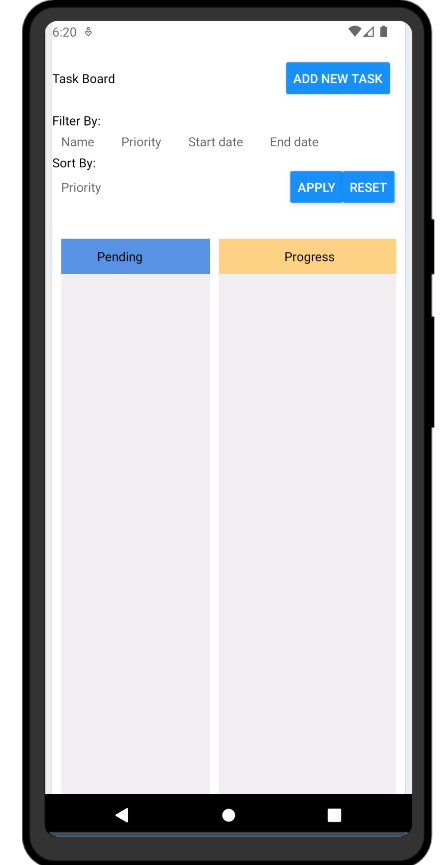 6:20
Task Board
ADD NEW TASK
Filter By:
Name Priority Start date End date
Sort By:
Priority
APPLY RESET
Pending Progress